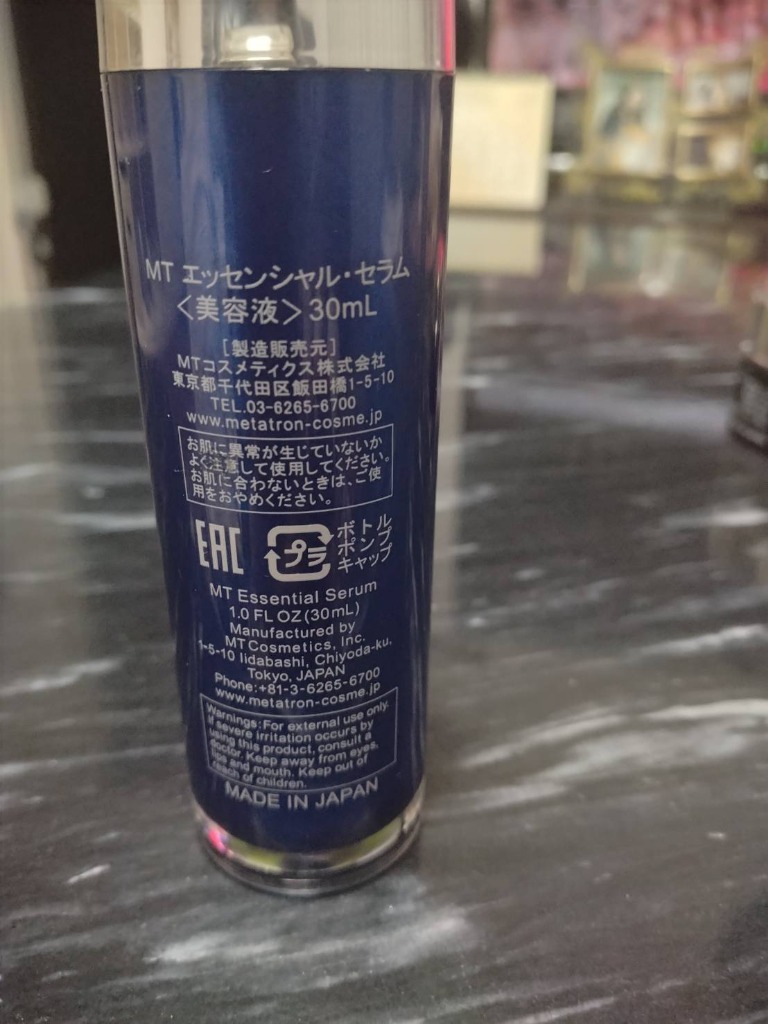 MT エッセンシャル・セラム
＜美容液＞30mL
［製造販売元］
MTコスメティクス株式会社
東京都千代田区飯田橋1-5-10
TEL.03-6265-6700
www.metatron-cosme.jp
お肌に異常が生じていないか
よく注意して使用してください。
お肌に合わないときは、ご使
用をおやめください。
EAC
プラ
ボトル
ポンプ
キャップ
MT Essential Serum
1.0 FL OZ(30mL)
Manufactured by
MTCosmetics, Inc.
1-5-10 Iidabashi, Chiyoda-ku,
Tokyo, JAPAN
Phone:+81-3-6265-6700
www.metatron-cosme.jp
Warnings:For external use only.
If severe irritation occurs by
using this product, consult a
doctor. Keep away from eyes,
lips and mouth. Keep out of
reach of children.
MADE IN JAPAN